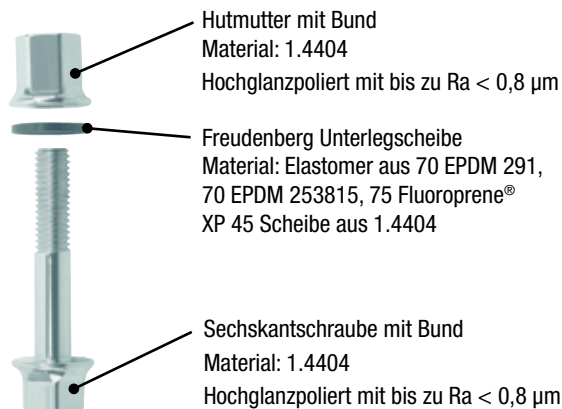 Hutmutter mit Bund
Material: 1.4404
Hochglanzpoliert mit bis zu Ra < 0,8 µm
Freudenberg Unterlegscheibe
Material: Elastomer aus 70 EPDM 291,
70 EPDM 253815, 75 Fluoroprene®
XP 45 Scheibe aus 1.4404
Sechskantschraube mit Bund
Material: 1.4404
Hochglanzpoliert mit bis zu Ra < 0,8 µm